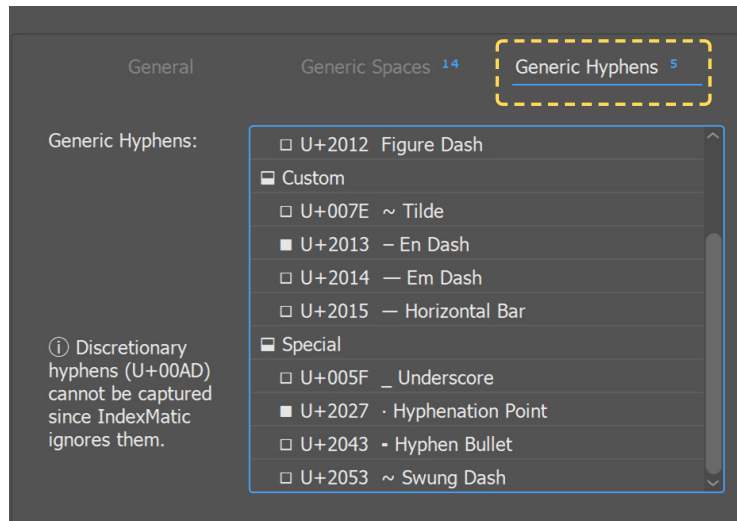 General
Generic Spaces 14
Generic Hyphens 5
Generic Hyphens:
U+2012 Figure Dash
Custom
U+007E ~ Tilde
U+2013 – En Dash
U+2014 — Em Dash
U+2015 ― Horizontal Bar
Special
U+005F _ Underscore
U+2027 ‧ Hyphenation Point
U+2043 ⁃ Hyphen Bullet
U+2053 ~ Swung Dash
ⓘ Discretionary
hyphens (U+00AD)
cannot be captured
since IndexMatic
ignores them.